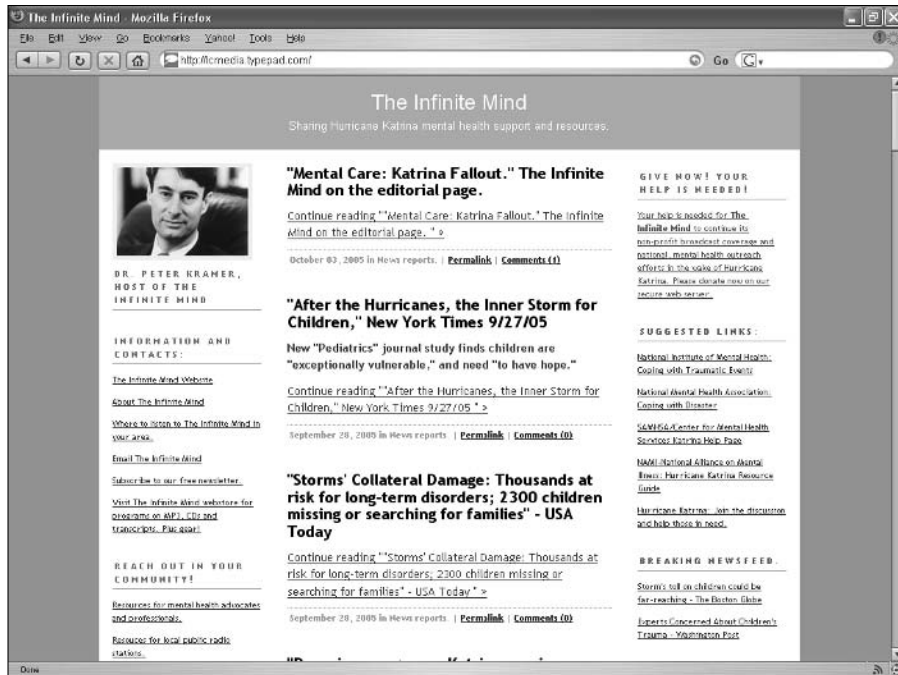 The Infinite Mind - Mozilla Firefox
File Edit View Go Bookmarks Yahoo! Tools Help
http://lcmedia.typepad.com/
Go
G
The Infinite Mind
Sharing Hurricane Katrina mental health support and resources.
DR. PETER KRAMER,
HOST OF THE
INFINITE MIND
INFORMATION AND
CONTACTS:
The Infinite Mind Website
About The Infinite Mind
Where to listen to The Infinite Mind in
your area.
Email The Infinite Mind
Subscribe to our free newsletter.
Visit The Infinite Mind webstore for
programs on MP3, CDs and
transcripts. Plus gear!
REACH OUT IN YOUR
COMMUNITY!
Resources for mental health advocates
and professionals.
Resouces for local public radio
stations.
"Mental Care: Katrina Fallout." The Infinite
Mind on the editorial page.
Continue reading ""Mental Care: Katrina Fallout." The Infinite
Mind on the editorial page. " »
October 03, 2005 in News reports. | Permalink | Comments (1)
"After the Hurricanes, the Inner Storm for
Children," New York Times 9/27/05
New "Pediatrics" journal study finds children are
"exceptionally vulnerable," and need "to have hope."
Continue reading ""After the Hurricanes, the Inner Storm for
Children," New York Times 9/27/05 " »
September 28, 2005 in News reports. | Permalink | Comments (0)
"Storms' Collateral Damage: Thousands at
risk for long-term disorders; 2300 children
missing or searching for families" - USA
Today
Continue reading ""Storms' Collateral Damage: Thousands at
risk for long-term disorders; 2300 children missing or
searching for families" - USA Today " »
September 28, 2005 in News reports. | Permalink | Comments (0)
GIVE NOW! YOUR
HELP IS NEEDED!
Your help is needed for The
Infinite Mind to continue its
non-profit broadcast coverage and
national, mental health outreach
efforts in the wake of Hurricane
Katrina. Please donate now on our
secure web server.
SUGGESTED LINKS:
National Institute of Mental Health:
Coping with Traumatic Events
National Mental Health Association:
Coping with Disaster
SAMHSA/Center for Mental Health
Services Katrina Help Page
NAMI-National Alliance on Mental
Illness: Hurricane Katrina Resource
Guide
Hurricane Katrina: Join the discussion
and help those in need.
BREAKING NEWSFEED.
Storm's toll on children could be
far-reaching - The Boston Globe
Experts Concerned About Children's
Trauma - Washington Post
Done